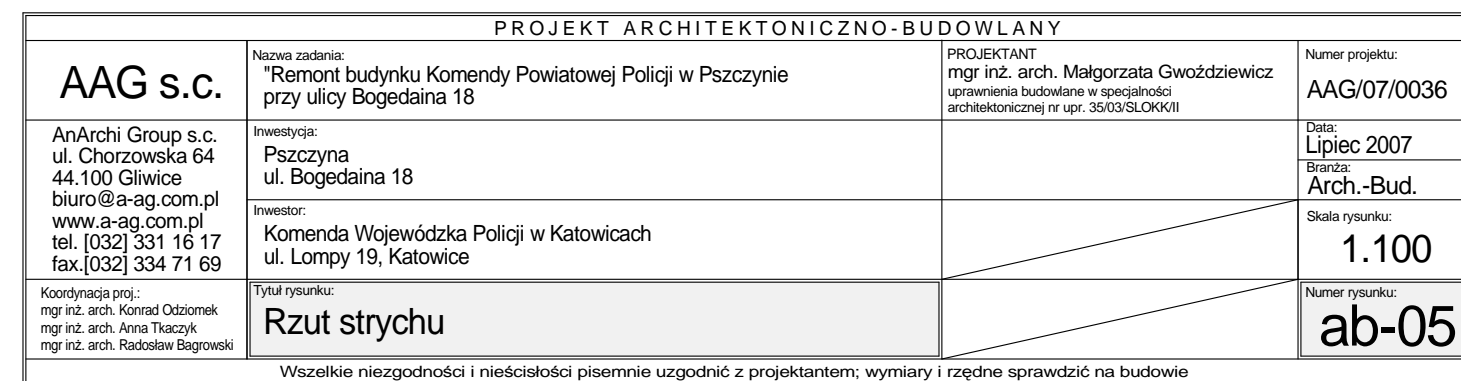 PROJEKT ARCHITEKTONICZNO-BUDOWLANY
AAG s.c.
Nazwa zadania:
"Remont budynku Komendy Powiatowej Policji w Pszczynie
przy ulicy Bogedaina 18
PROJEKTANT
mgr inż. arch. Małgorzata Gwoździewicz
uprawnienia budowlane w specjalności
architektonicznej nr upr. 35/03/SLOKK/II
Numer projektu:
AAG/07/0036
AnArchi Group s.c.
ul. Chorzowska 64
44.100 Gliwice
biuro@a-ag.com.pl
www.a-ag.com.pl
tel. [032] 331 16 17
fax.[032] 334 71 69
Inwestycja:
Pszczyna
ul. Bogedaina 18
Data:
Lipiec 2007
Branża:
Arch.-Bud.
Inwestor:
Komenda Wojewódzka Policji w Katowicach
ul. Lompy 19, Katowice
Skala rysunku:
1.100
Koordynacja proj.:
mgr inż. arch. Konrad Odziomek
mgr inż. arch. Anna Tkaczyk
mgr inż. arch. Radosław Bagrowski
Tytuł rysunku:
Rzut strychu
Numer rysunku:
ab-05
Wszelkie niezgodności i nieścisłości pisemnie uzgodnić z projektantem; wymiary i rzędne sprawdzić na budowie